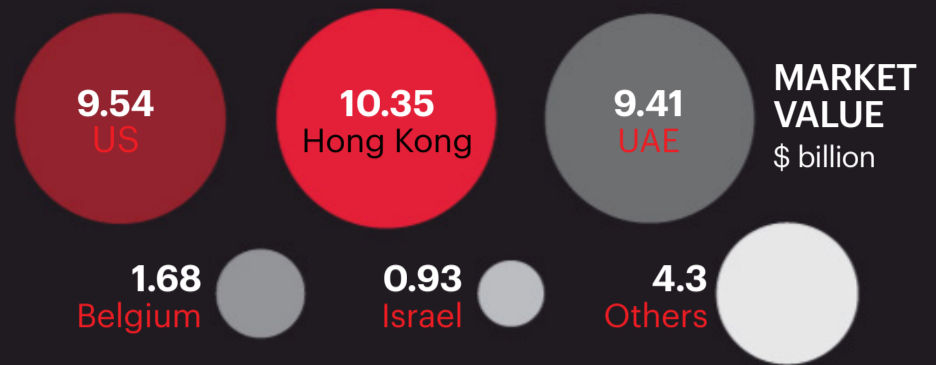 9.54
US
10.35
Hong Kong
9.41
UAE
MARKET
VALUE
$ billion
1.68
Belgium
0.93
Israel
4.3
Others